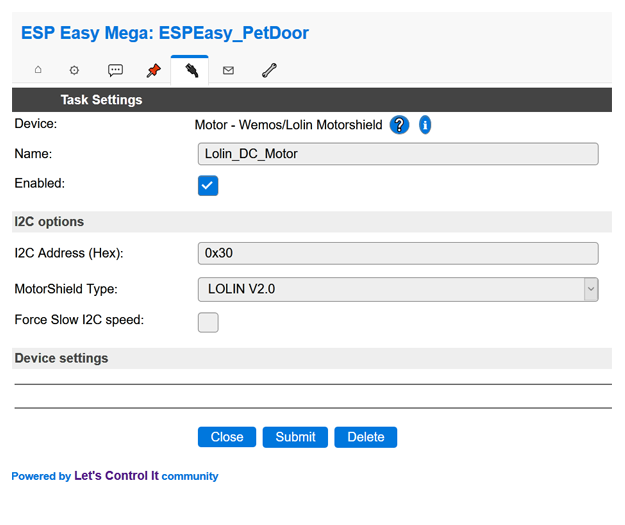 ESP Easy Mega: ESPEasy_PetDoor
Task Settings
Device: Motor - Wemos/Lolin Motorshield ? i
Name: Lolin_DC_Motor
Enabled:
I2C options
I2C Address (Hex): 0x30
MotorShield Type: LOLIN V2.0
Force Slow I2C speed:
Device settings
Close Submit Delete
Powered by Let's Control It community